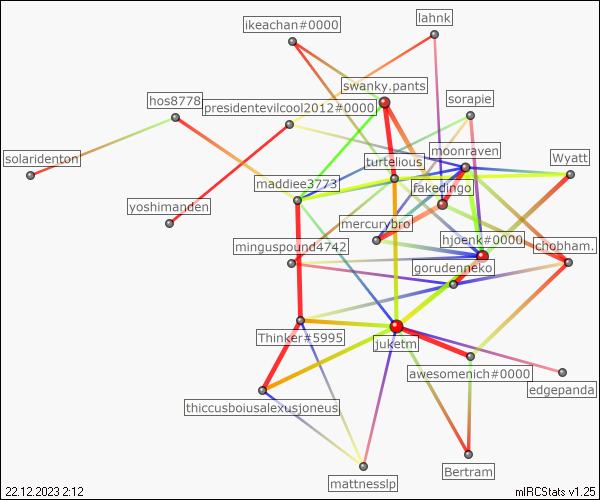 lahnk
ikeachan#0000
swanky.pants
hos8778
presidentevilcool2012#0000
sorapie
moonraven
solaridenton
turtelious
Wyatt
maddiee3773
fakedingo
yoshimanden
mercurybro
minguspound4742
hjoenk#0000
chobham.
gorudenneko
Thinker#5995
juketm
awesomenich#0000
edgepanda
thiccusboiusalexusjoneus
Bertram
mattnesslp
22.12.2023 2:12
mIRCStats v1.25